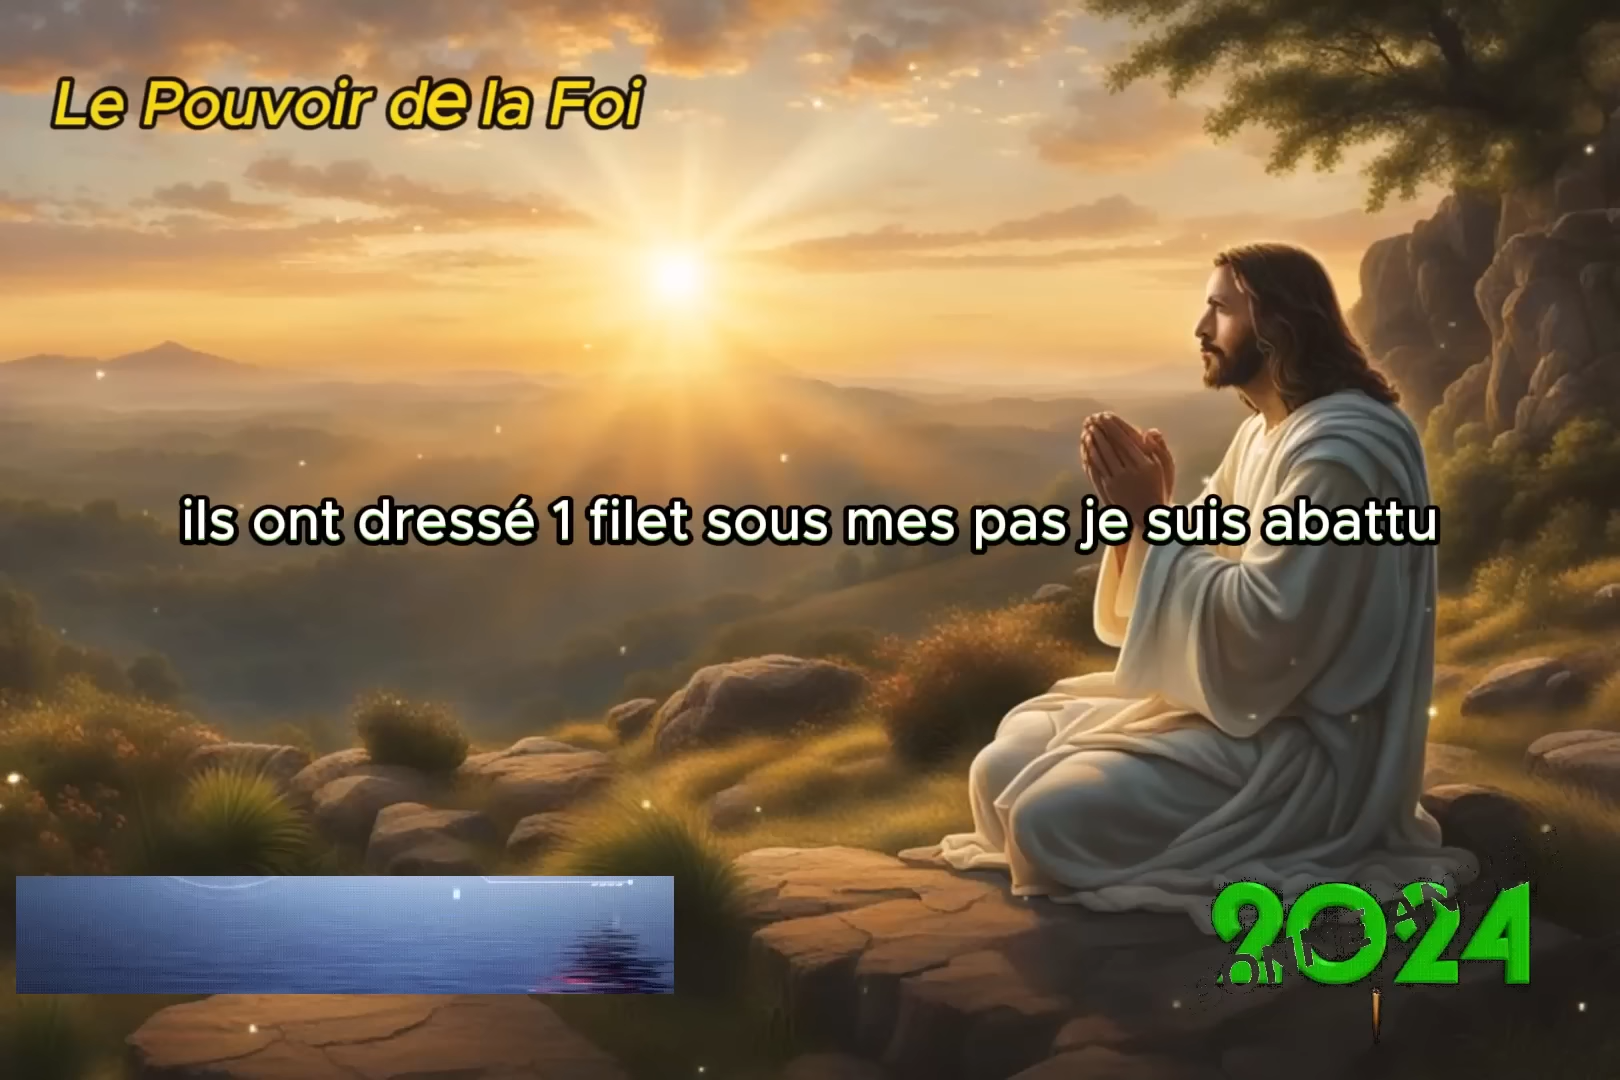 Le Pouvoir de la Foi
ils ont dressé 1 filet sous mes pas je suis abattu
2024